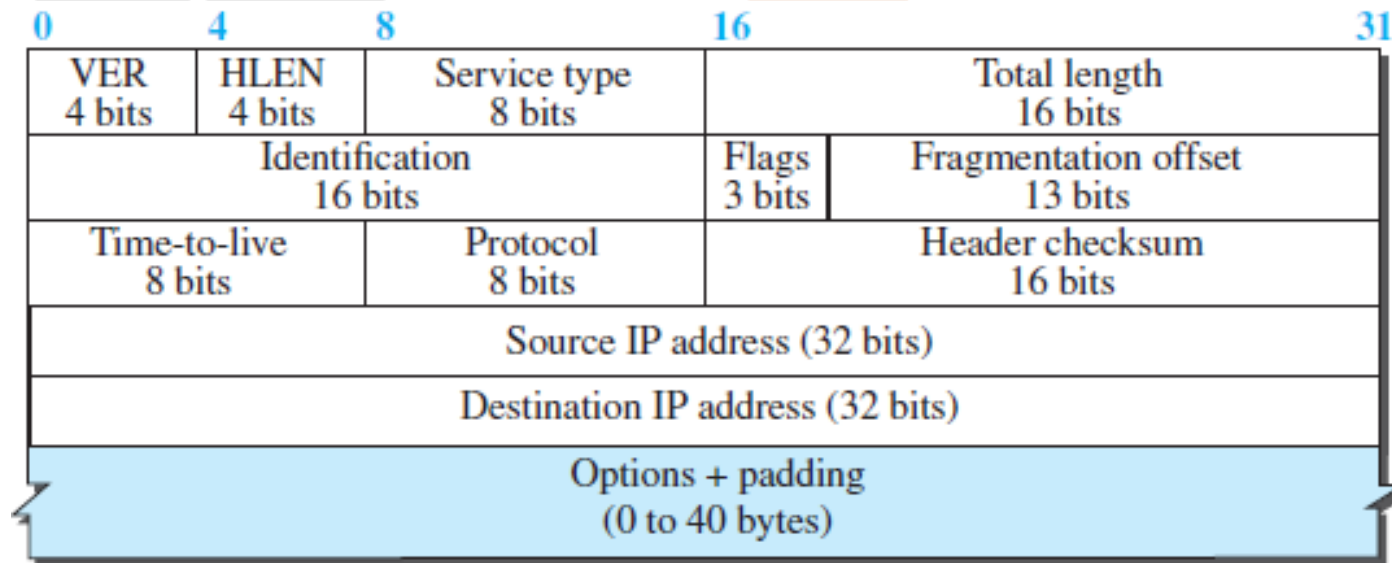 0 4 8 16 31
VER HLEN Service type Total length
4 bits 4 bits 8 bits 16 bits
Identification Flags Fragmentation offset
16 bits 3 bits 13 bits
Time-to-live Protocol Header checksum
8 bits 8 bits 16 bits
Source IP address (32 bits)
Destination IP address (32 bits)
Options + padding
(0 to 40 bytes)